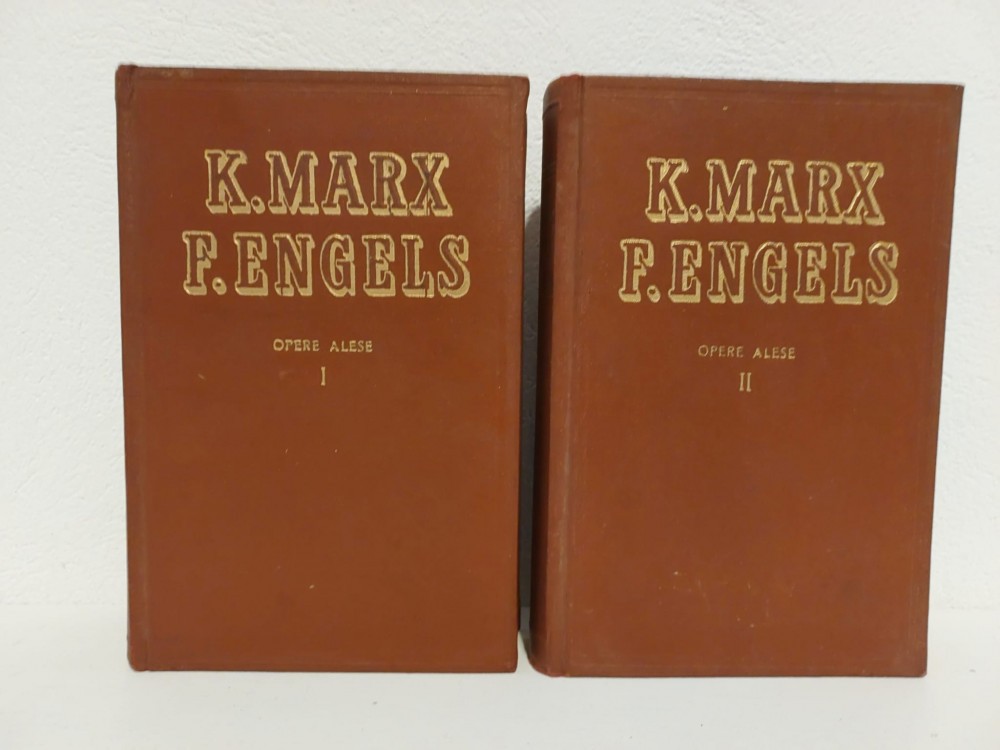 K. MARX
F. ENGELS
OPERE ALESE
I
K. MARX
F. ENGELS
OPERE ALESE
II